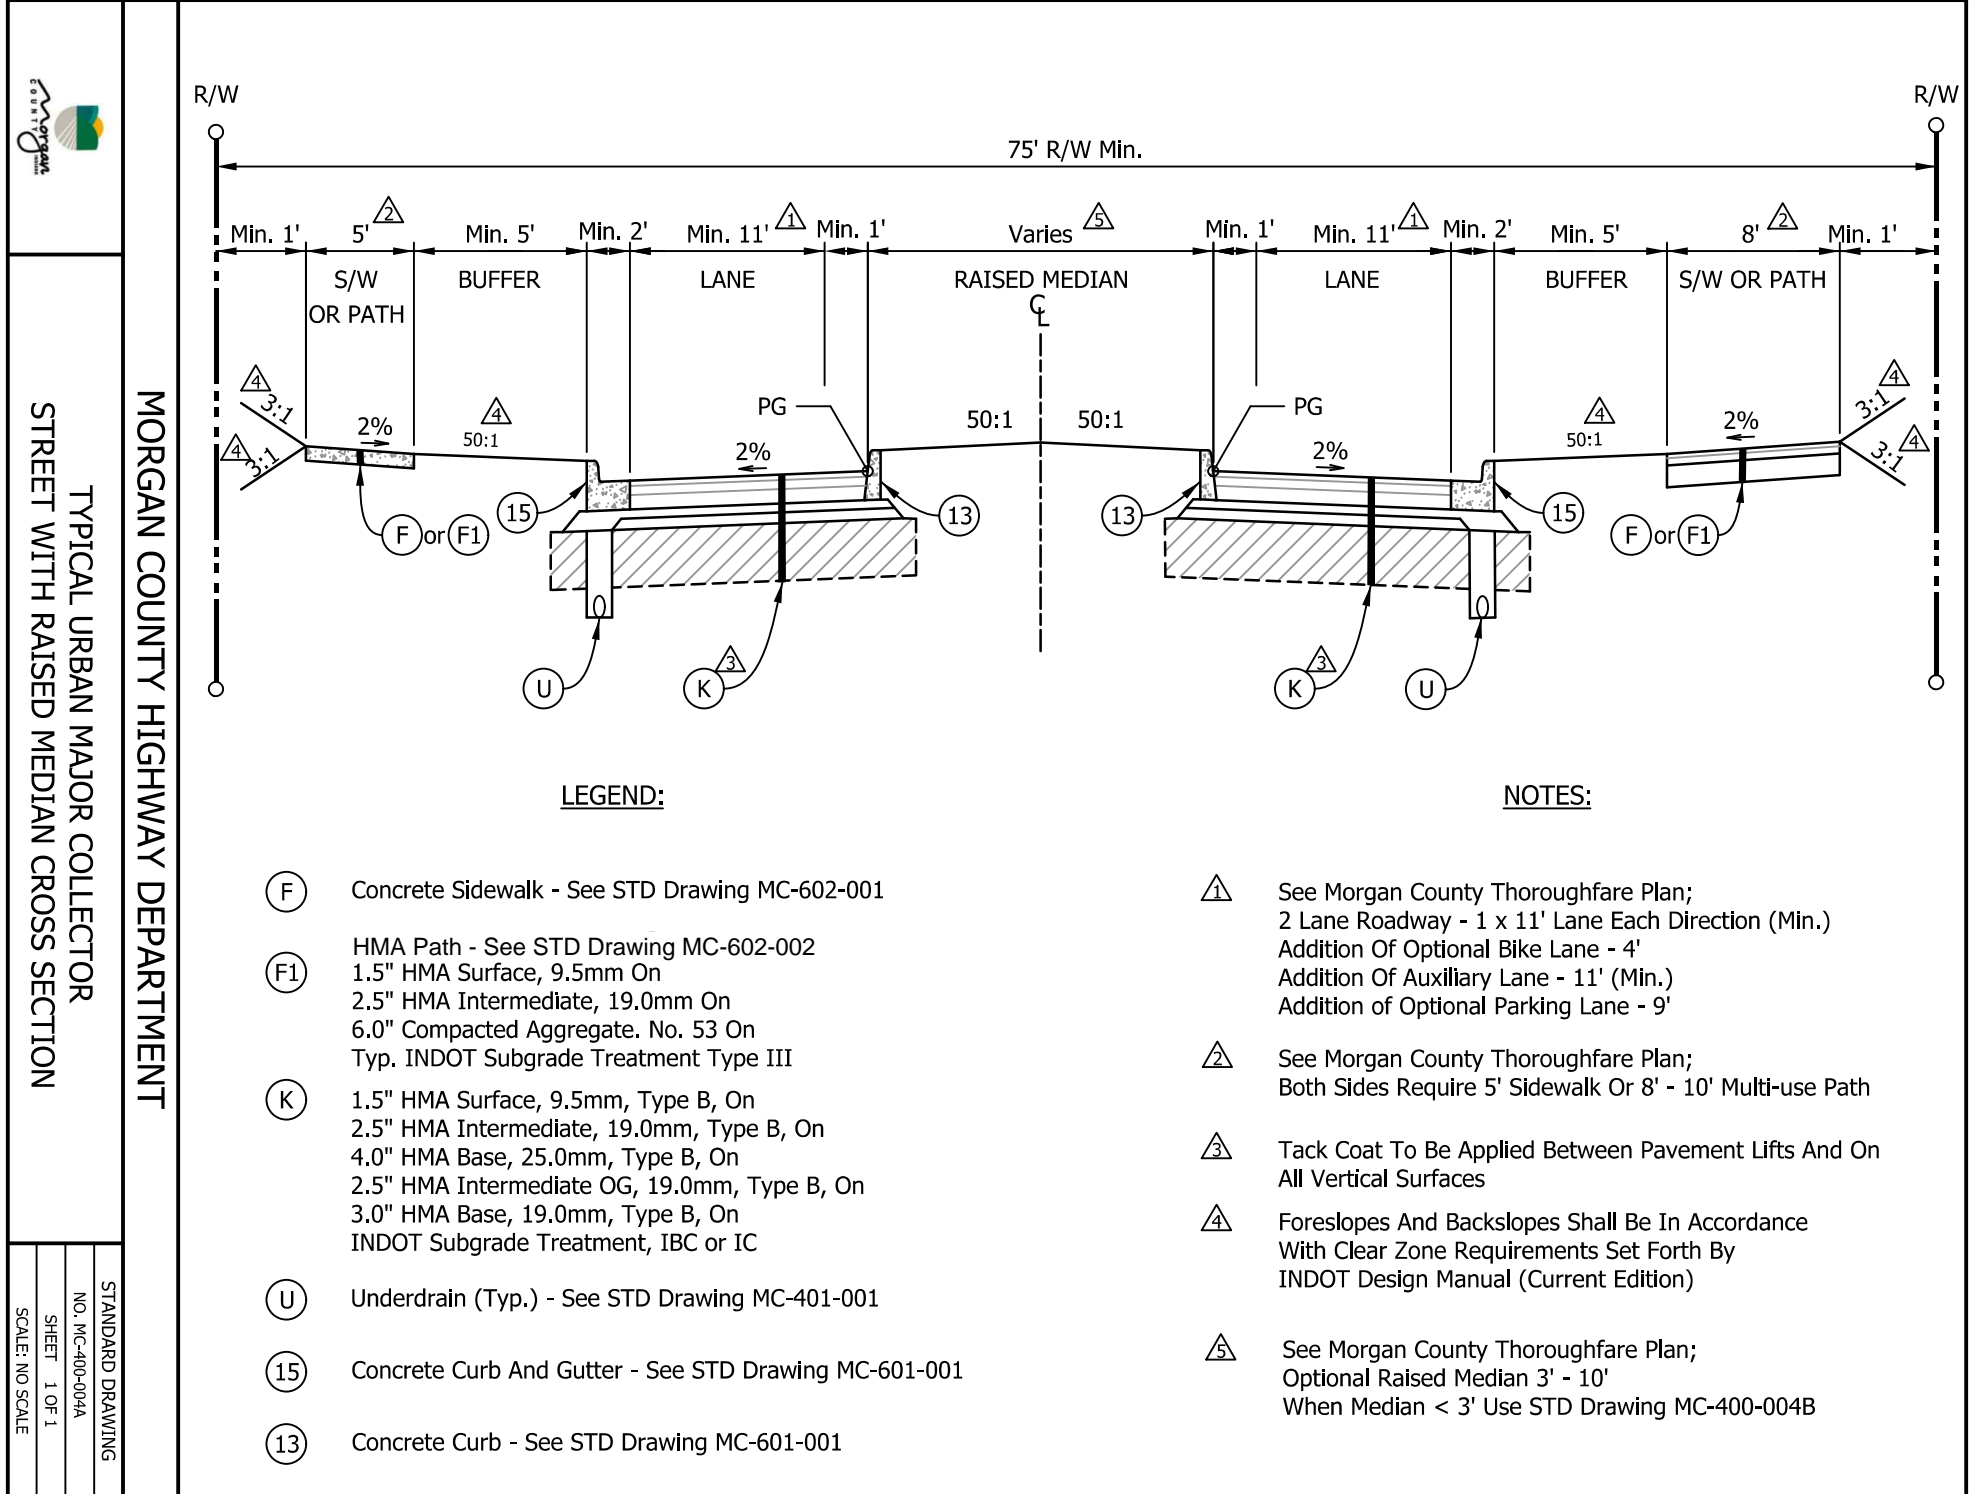 Morgan
COUNTY
INDIANA
MORGAN COUNTY HIGHWAY DEPARTMENT
TYPICAL URBAN MAJOR COLLECTOR
STREET WITH RAISED MEDIAN CROSS SECTION
STANDARD DRAWING
NO. MC-400-004A
SHEET 1 OF 1
SCALE: NO SCALE
R/W
R/W
75' R/W Min.
Min. 1' 5' 2 Min. 5' Min. 2' Min. 11' 1 Min. 1' Varies 5 Min. 1' Min. 11' 1 Min. 2' Min. 5' 8' 2 Min. 1'
S/W BUFFER LANE RAISED MEDIAN LANE BUFFER S/W OR PATH
OR PATH
CL
4 3:1 4 3:1
2% 4 50:1
PG 2%
50:1 50:1
PG 2%
4 50:1 2%
4 3:1 4 3:1
15 13 13 15
F or F1 F or F1
U K 3 K 3 U
LEGEND:
F Concrete Sidewalk - See STD Drawing MC-602-001
HMA Path - See STD Drawing MC-602-002
F1 1.5" HMA Surface, 9.5mm On
2.5" HMA Intermediate, 19.0mm On
6.0" Compacted Aggregate. No. 53 On
Typ. INDOT Subgrade Treatment Type III
K 1.5" HMA Surface, 9.5mm, Type B, On
2.5" HMA Intermediate, 19.0mm, Type B, On
4.0" HMA Base, 25.0mm, Type B, On
2.5" HMA Intermediate OG, 19.0mm, Type B, On
3.0" HMA Base, 19.0mm, Type B, On
INDOT Subgrade Treatment, IBC or IC
U Underdrain (Typ.) - See STD Drawing MC-401-001
15 Concrete Curb And Gutter - See STD Drawing MC-601-001
13 Concrete Curb - See STD Drawing MC-601-001
NOTES:
1 See Morgan County Thoroughfare Plan;
2 Lane Roadway - 1 x 11' Lane Each Direction (Min.)
Addition Of Optional Bike Lane - 4'
Addition Of Auxiliary Lane - 11' (Min.)
Addition of Optional Parking Lane - 9'
2 See Morgan County Thoroughfare Plan;
Both Sides Require 5' Sidewalk Or 8' - 10' Multi-use Path
3 Tack Coat To Be Applied Between Pavement Lifts And On
All Vertical Surfaces
4 Foreslopes And Backslopes Shall Be In Accordance
With Clear Zone Requirements Set Forth By
INDOT Design Manual (Current Edition)
5 See Morgan County Thoroughfare Plan;
Optional Raised Median 3' - 10'
When Median < 3' Use STD Drawing MC-400-004B